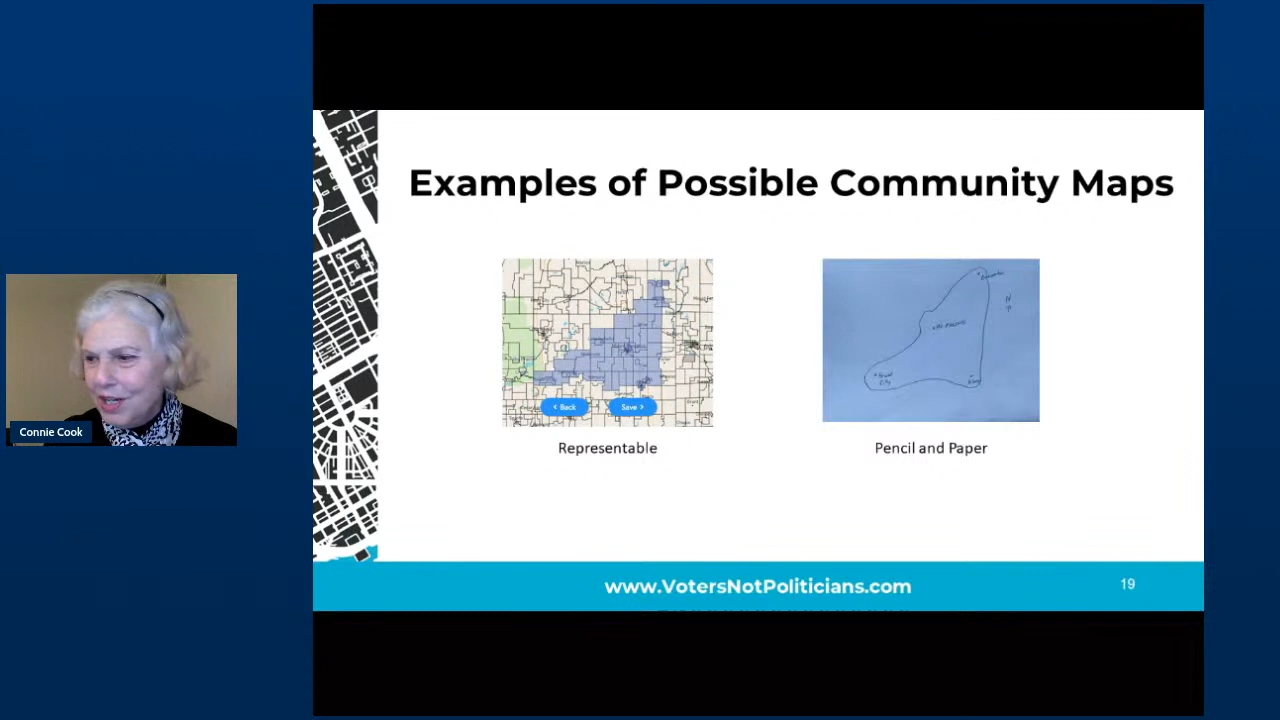 Examples of Possible Community Maps
< Back
Save >
N
Representable
Pencil and Paper
Connie Cook
www.VotersNotPoliticians.com
19